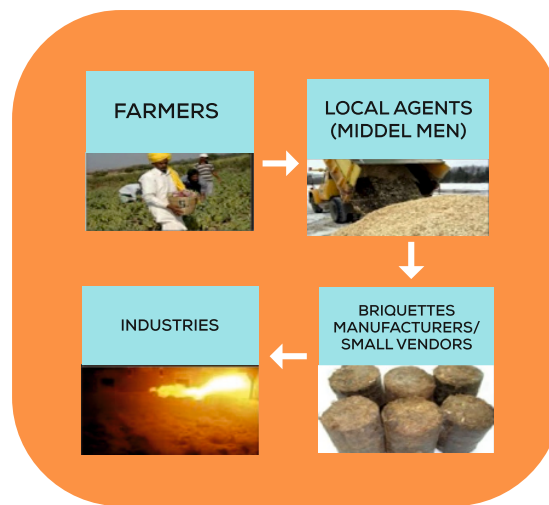 FARMERS
LOCAL AGENTS
(MIDDEL MEN)
BRIQUETTES
MANUFACTURERS/
SMALL VENDORS
INDUSTRIES